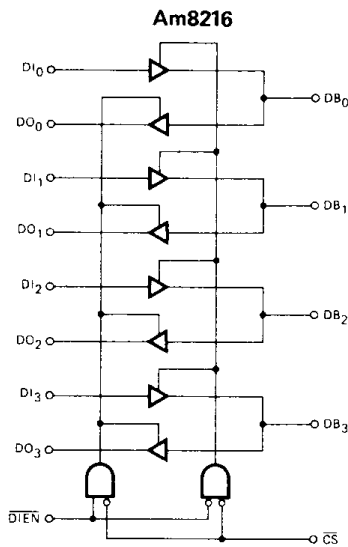 Am8216
DI0
DB0
DO0
DI1
DB1
DO1
DI2
DB2
DO2
DI3
DB3
DO3
DIEN
CS